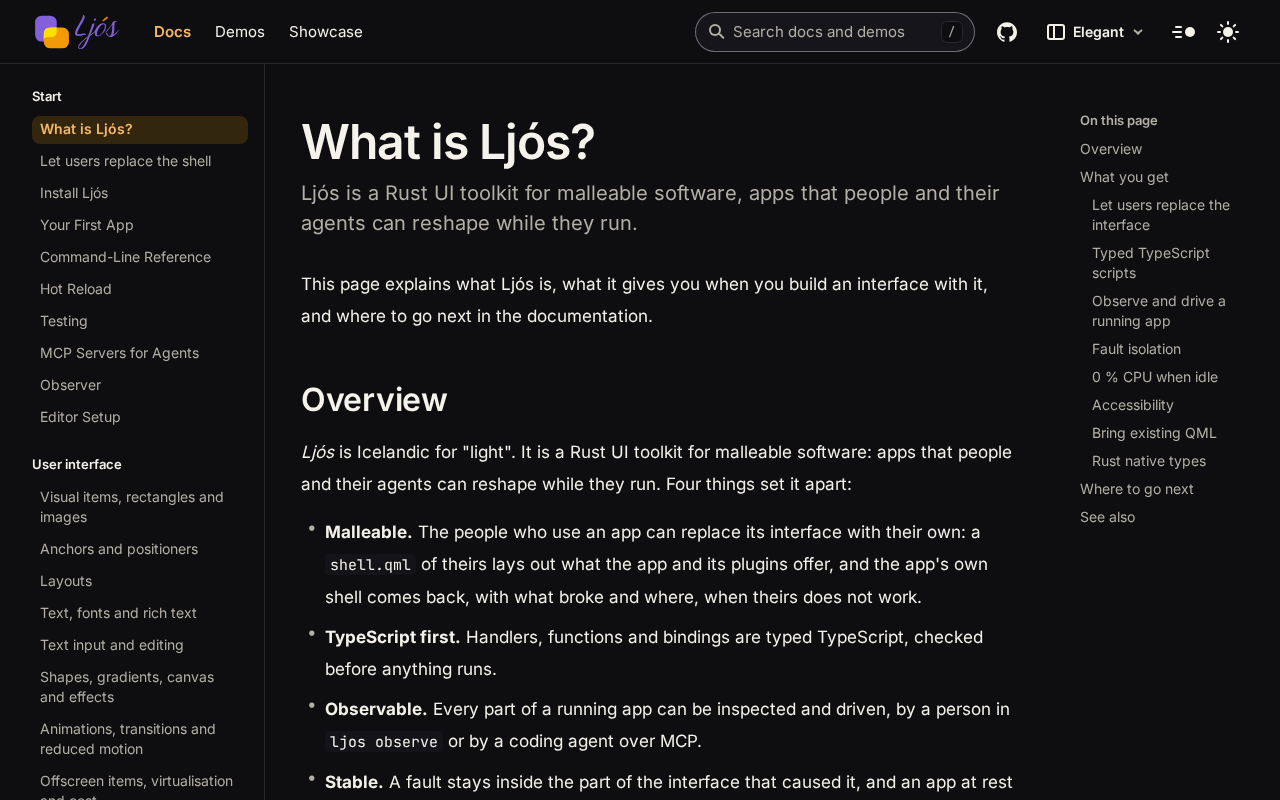 Ljós
Docs
Demos
Showcase
Search docs and demos
/
Elegant
Start
What is Ljós?
Let users replace the shell
Install Ljós
Your First App
Command-Line Reference
Hot Reload
Testing
MCP Servers for Agents
Observer
Editor Setup
User interface
Visual items, rectangles and
images
Anchors and positioners
Layouts
Text, fonts and rich text
Text input and editing
Shapes, gradients, canvas
and effects
Animations, transitions and
reduced motion
Offscreen items, virtualisation
What is Ljós?
Ljós is a Rust UI toolkit for malleable software, apps that people and their
agents can reshape while they run.
This page explains what Ljós is, what it gives you when you build an interface with it,
and where to go next in the documentation.
Overview
Ljós is Icelandic for "light". It is a Rust UI toolkit for malleable software: apps that people
and their agents can reshape while they run. Four things set it apart:
• Malleable. The people who use an app can replace its interface with their own: a
shell.qml of theirs lays out what the app and its plugins offer, and the app's own
shell comes back, with what broke and where, when theirs does not work.
• TypeScript first. Handlers, functions and bindings are typed TypeScript, checked
before anything runs.
• Observable. Every part of a running app can be inspected and driven, by a person in
ljos observe or by a coding agent over MCP.
• Stable. A fault stays inside the part of the interface that caused it, and an app at rest
On this page
Overview
What you get
Let users replace the
interface
Typed TypeScript
scripts
Observe and drive a
running app
Fault isolation
0 % CPU when idle
Accessibility
Bring existing QML
Rust native types
Where to go next
See also